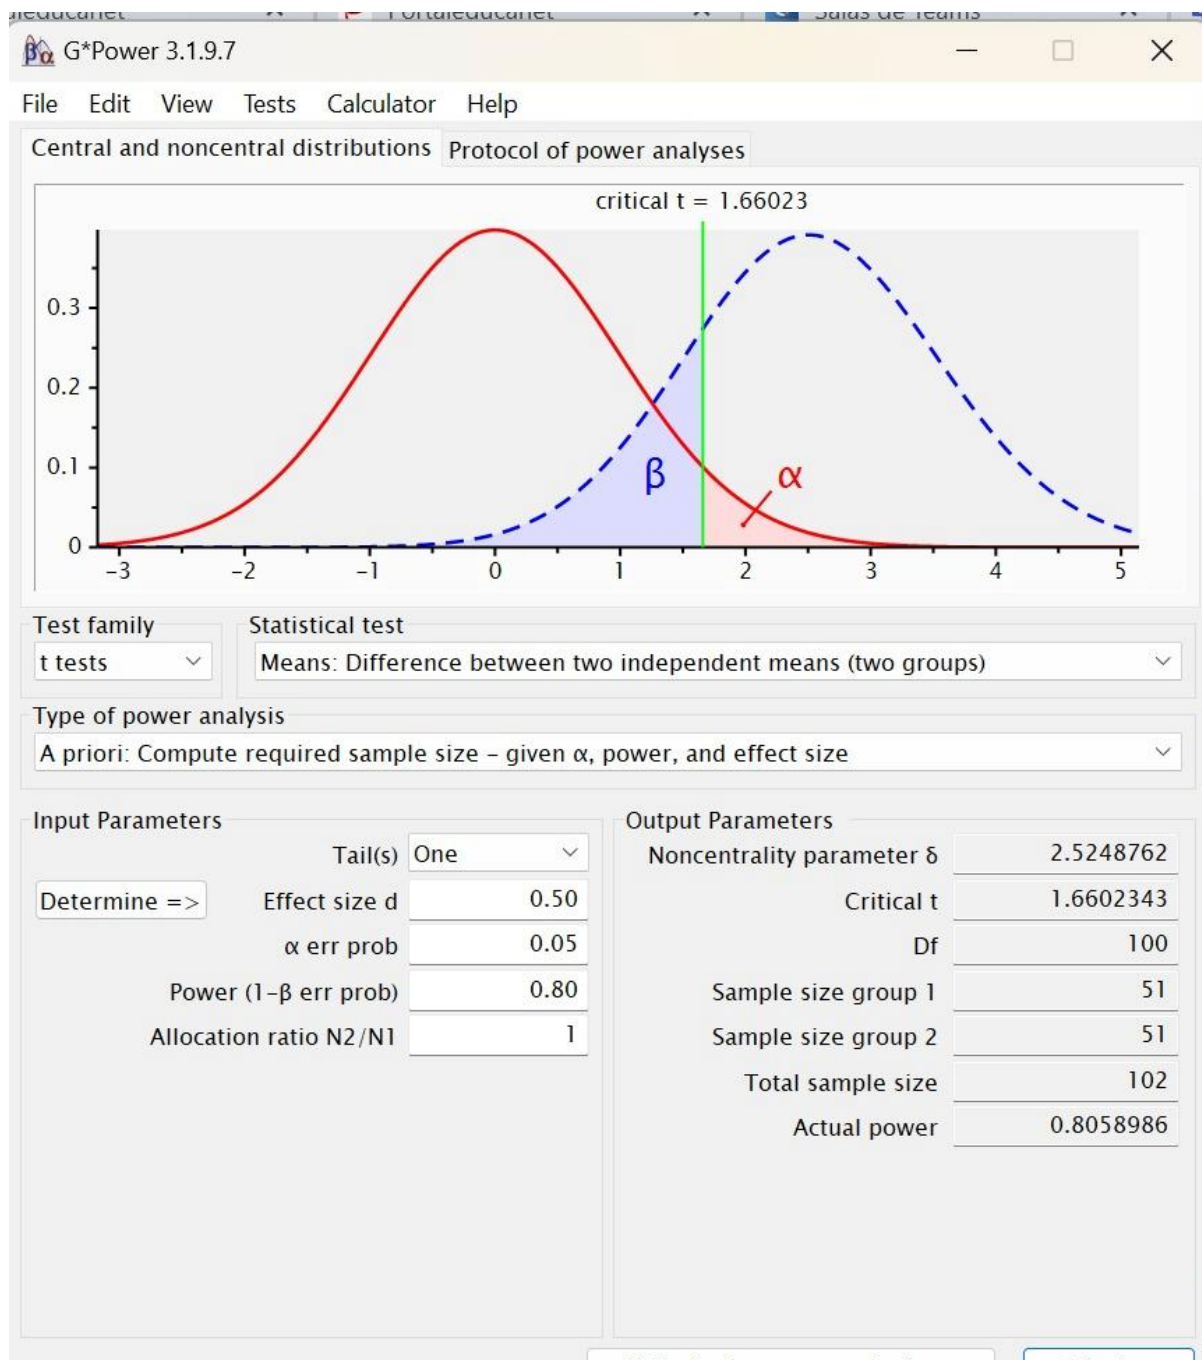 Portaleducanet
Salas de Teams
G*Power 3.1.9.7
File Edit View Tests Calculator Help
Central and noncentral distributions Protocol of power analyses
critical t = 1.66023
0.3
0.2
0.1
0
β
α
−3 −2 −1 0 1 2 3 4 5
Test family
t tests
Statistical test
Means: Difference between two independent means (two groups)
Type of power analysis
A priori: Compute required sample size – given α, power, and effect size
Input Parameters
Tail(s) One
Determine => Effect size d 0.50
α err prob 0.05
Power (1−β err prob) 0.80
Allocation ratio N2/N1 1
Output Parameters
Noncentrality parameter δ 2.5248762
Critical t 1.6602343
Df 100
Sample size group 1 51
Sample size group 2 51
Total sample size 102
Actual power 0.8058986